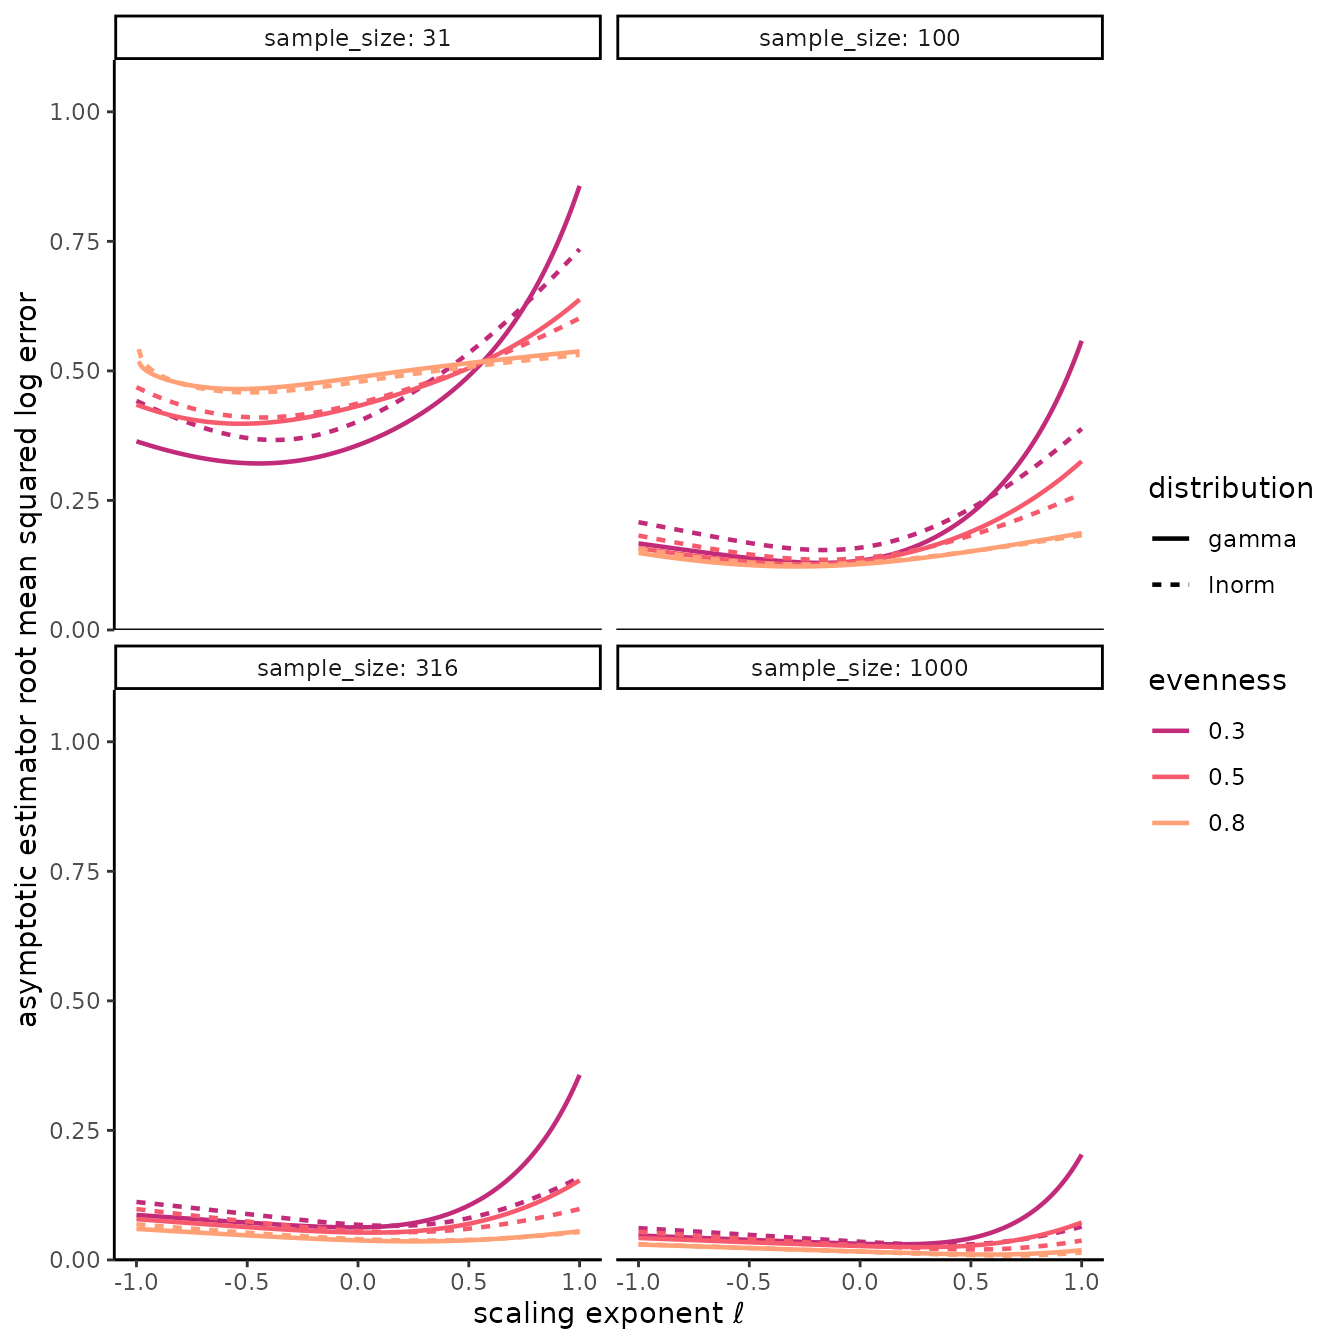 sample_size: 31
sample_size: 100
1.00
0.75
0.50
0.25
0.00
sample_size: 316
sample_size: 1000
1.00
0.75
0.50
0.25
0.00
-1.0
-0.5
0.0
0.5
1.0
-1.0
-0.5
0.0
0.5
1.0
scaling exponent ℓ
asymptotic estimator root mean squared log error
distribution
gamma
lnorm
evenness
0.3
0.5
0.8